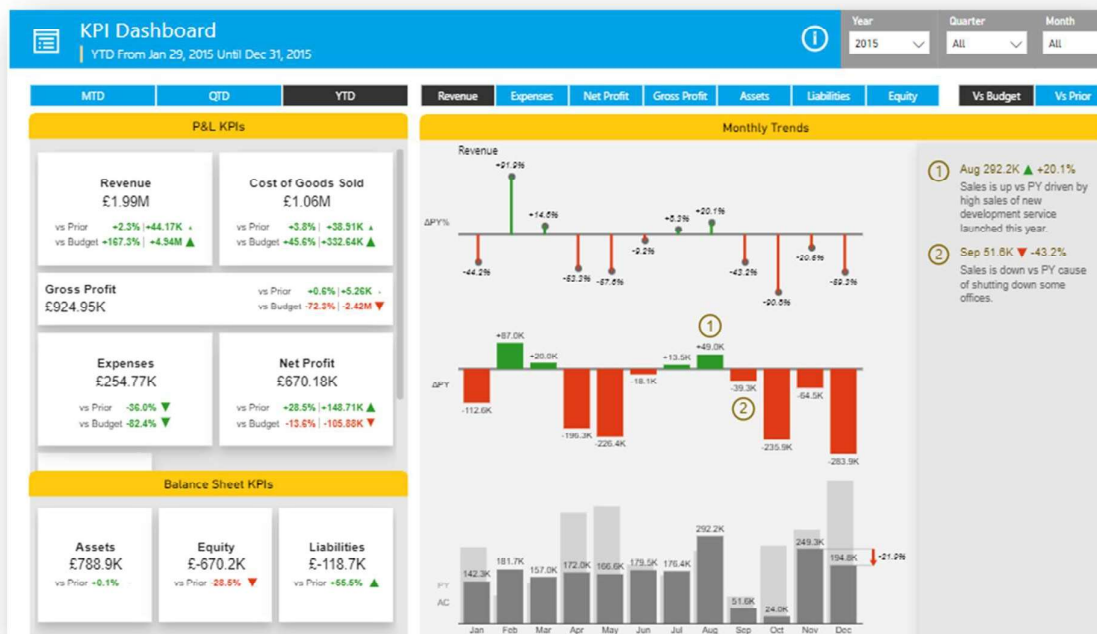 KPI Dashboard
YTD From Jan 29, 2015 Until Dec 31, 2015
Year
Quarter
Month
2015
All
All
MTD
QTD
YTD
Revenue
Expenses
Net Profit
Gross Profit
Assets
Liabilities
Equity
Vs Budget
Vs Prior
P&L KPIs
Revenue
£1.99M
vs Prior +2.3% | +44.17K ▲
vs Budget +167.3% | +4.94M ▲
Cost of Goods Sold
£1.06M
vs Prior +3.8% | +38.91K ▲
vs Budget +45.6% | +332.64K ▲
Gross Profit
£924.95K
vs Prior +0.6% | +5.26K
vs Budget -72.3% | -2.42M ▼
Expenses
£254.77K
vs Prior -36.0% ▼
vs Budget -82.4% ▼
Net Profit
£670.18K
vs Prior +28.5% | +148.71K ▲
vs Budget -13.6% | -105.88K ▼
Balance Sheet KPIs
Assets
£788.9K
vs Prior -0.1%
Equity
£-670.2K
vs Prior -28.5% ▼
Liabilities
£-118.7K
vs Prior -55.5% ▲
Monthly Trends
Revenue
ΔPY%
-44.2%
+91.9%
+14.6%
-53.3%
-57.6%
-9.2%
+8.3%
+20.1%
-43.2%
-90.8%
-20.6%
-59.3%
ΔPY
-112.6K
+87.0K
+20.0K
-196.3K
-226.4K
-18.1K
+13.5K
1
+49.0K
-39.3K
2
-235.9K
-64.5K
-283.9K
PY
AC
142.3K
181.7K
157.0K
172.0K
166.6K
179.5K
176.4K
292.2K
51.6K
24.0K
249.3K
194.8K
-21.9%
Jan Feb Mar Apr May Jun Jul Aug Sep Oct Nov Dec
1
Aug 292.2K ▲ +20.1%
Sales is up vs PY driven by
high sales of new
development service
launched this year.
2
Sep 51.6K ▼ -43.2%
Sales is down vs PY cause
of shutting down some
offices.